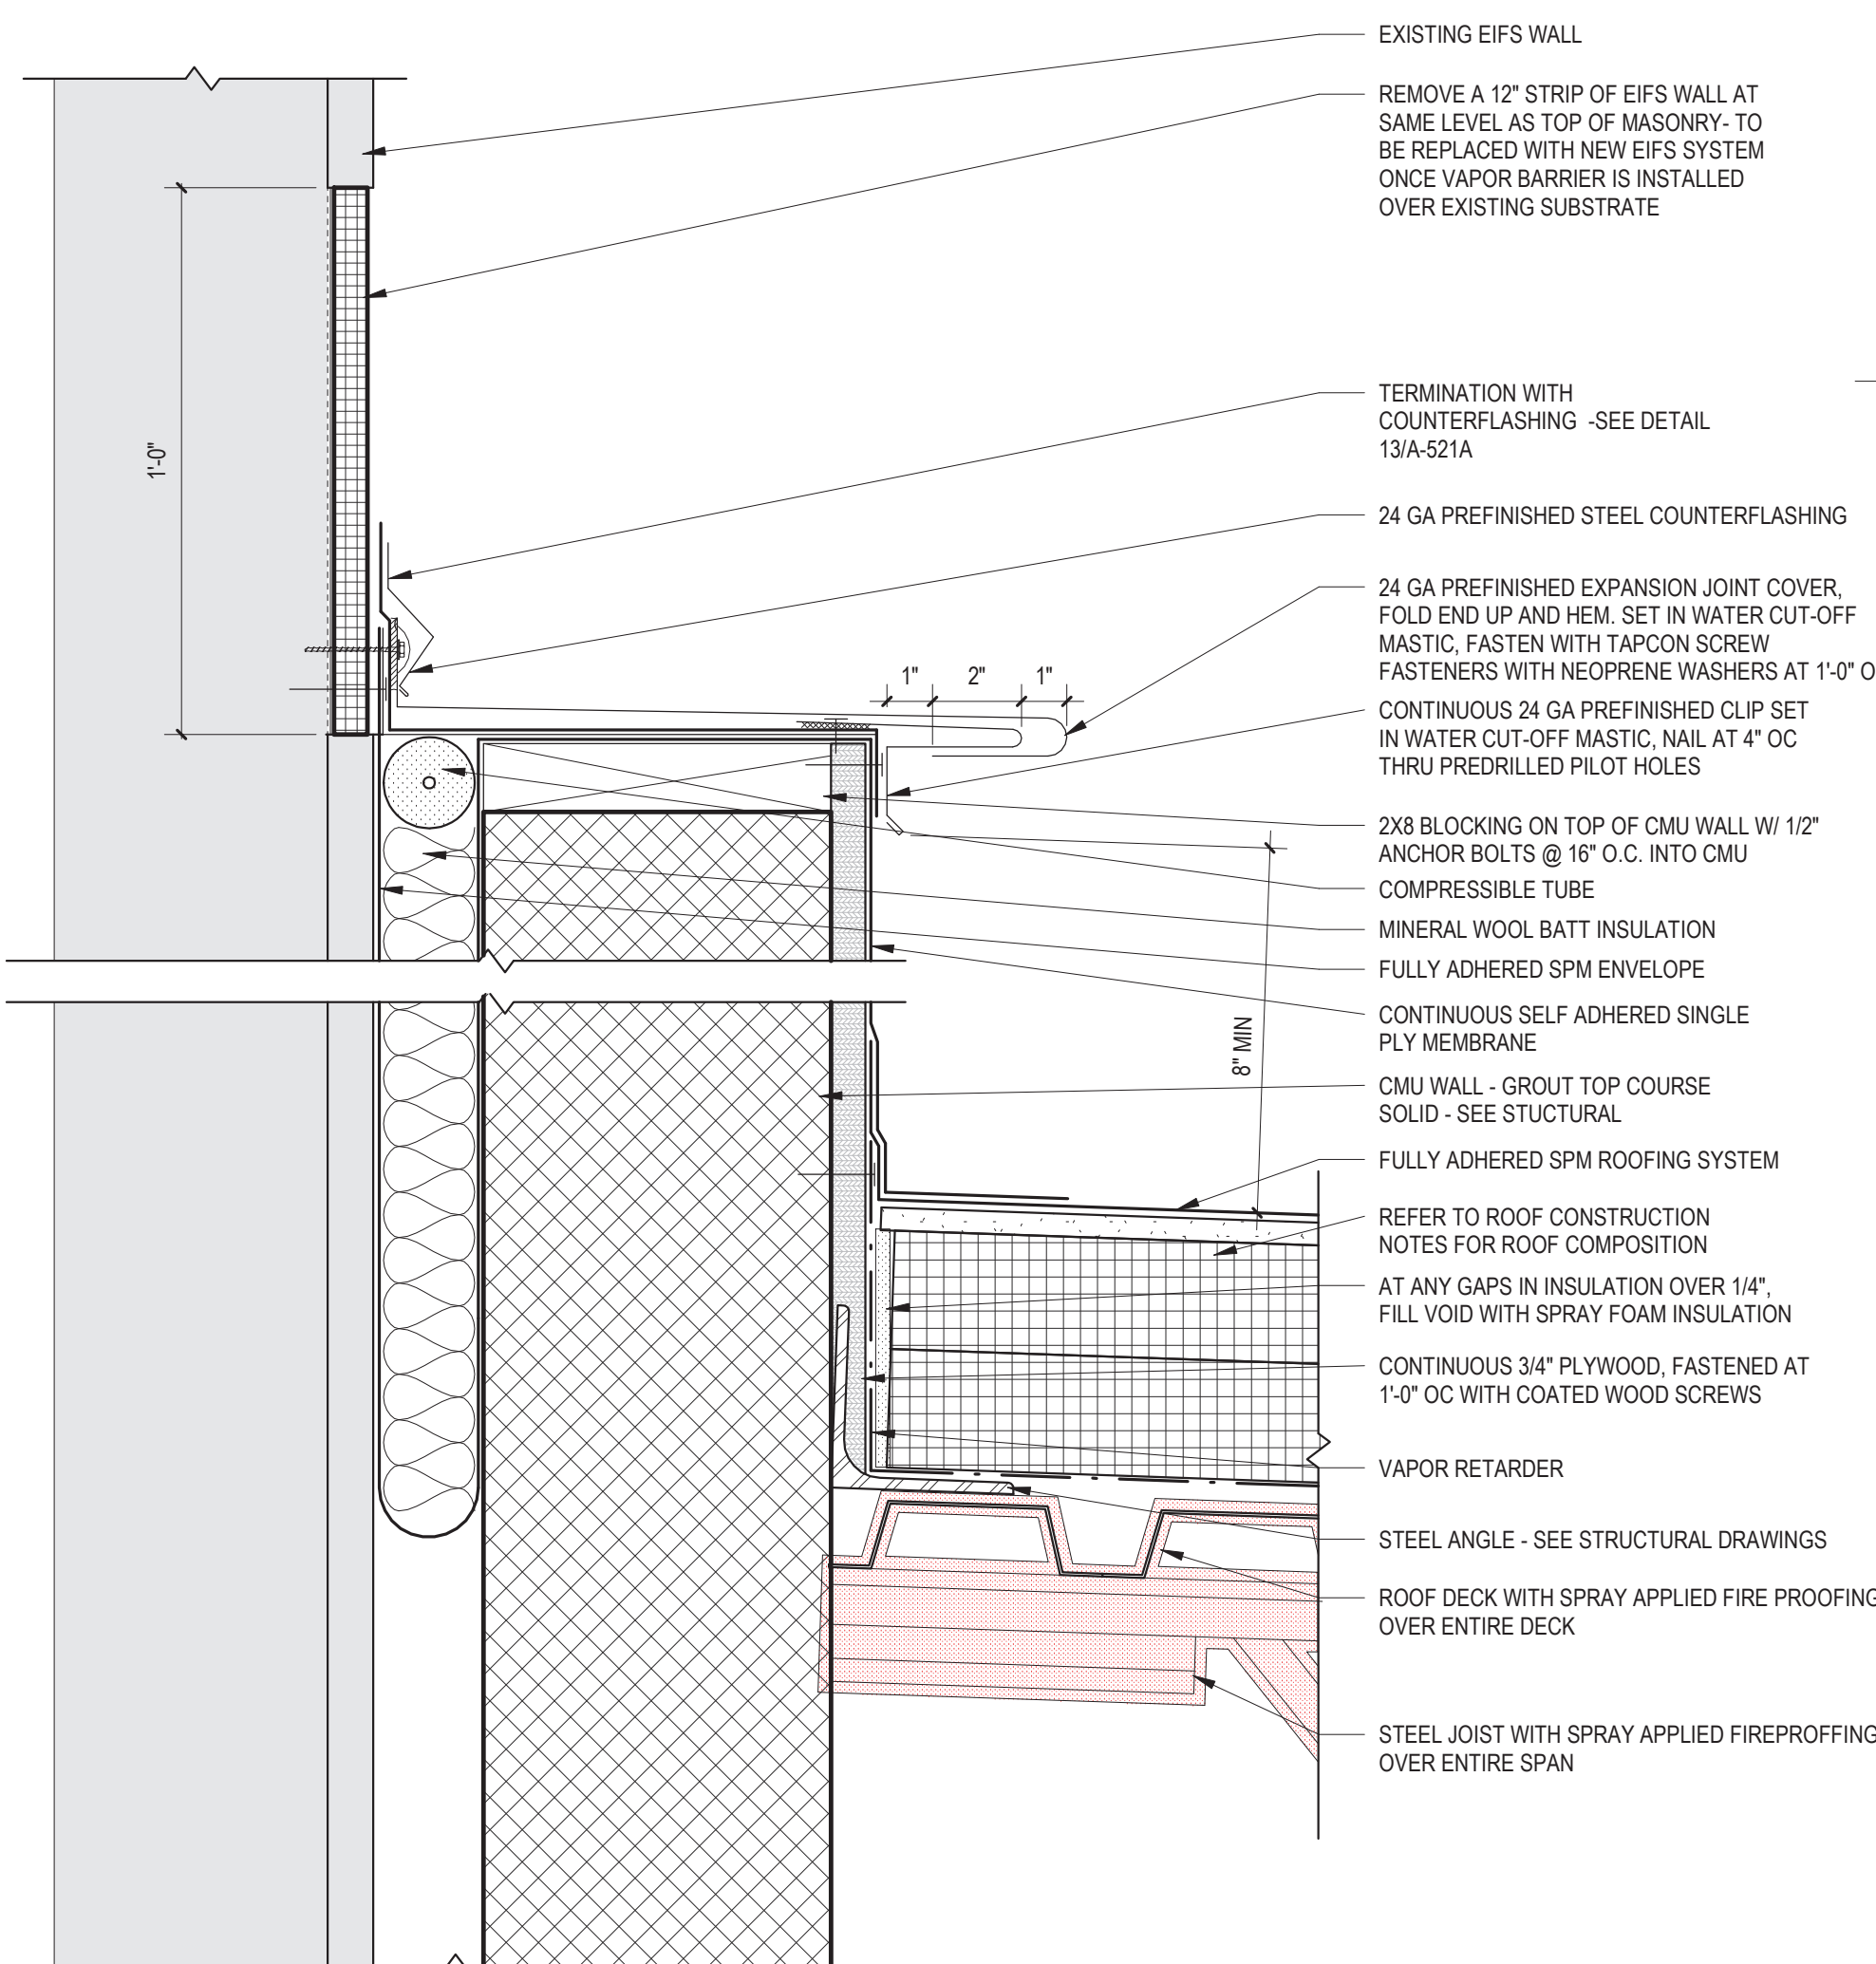 EXISTING EIFS WALL
REMOVE A 12" STRIP OF EIFS WALL AT
SAME LEVEL AS TOP OF MASONRY- TO
BE REPLACED WITH NEW EIFS SYSTEM
ONCE VAPOR BARRIER IS INSTALLED
OVER EXISTING SUBSTRATE
1'-0"
TERMINATION WITH
COUNTERFLASHING -SEE DETAIL
13/A-521A
24 GA PREFINISHED STEEL COUNTERFLASHING
24 GA PREFINISHED EXPANSION JOINT COVER,
FOLD END UP AND HEM. SET IN WATER CUT-OFF
MASTIC, FASTEN WITH TAPCON SCREW
FASTENERS WITH NEOPRENE WASHERS AT 1'-0" O
1" 2" 1"
CONTINUOUS 24 GA PREFINISHED CLIP SET
IN WATER CUT-OFF MASTIC, NAIL AT 4" OC
THRU PREDRILLED PILOT HOLES
2X8 BLOCKING ON TOP OF CMU WALL W/ 1/2"
ANCHOR BOLTS @ 16" O.C. INTO CMU
COMPRESSIBLE TUBE
MINERAL WOOL BATT INSULATION
FULLY ADHERED SPM ENVELOPE
CONTINUOUS SELF ADHERED SINGLE
PLY MEMBRANE
8" MIN
CMU WALL - GROUT TOP COURSE
SOLID - SEE STUCTURAL
FULLY ADHERED SPM ROOFING SYSTEM
REFER TO ROOF CONSTRUCTION
NOTES FOR ROOF COMPOSITION
AT ANY GAPS IN INSULATION OVER 1/4",
FILL VOID WITH SPRAY FOAM INSULATION
CONTINUOUS 3/4" PLYWOOD, FASTENED AT
1'-0" OC WITH COATED WOOD SCREWS
VAPOR RETARDER
STEEL ANGLE - SEE STRUCTURAL DRAWINGS
ROOF DECK WITH SPRAY APPLIED FIRE PROOFING
OVER ENTIRE DECK
STEEL JOIST WITH SPRAY APPLIED FIREPROFFING
OVER ENTIRE SPAN